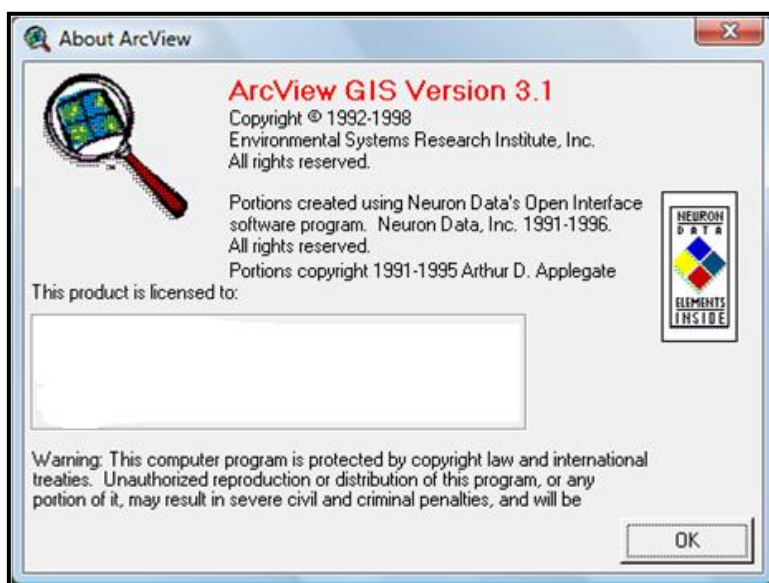 About ArcView
ArcView GIS Version 3.1
Copyright © 1992-1998
Environmental Systems Research Institute, Inc.
All rights reserved.
Portions created using Neuron Data's Open Interface
software program. Neuron Data, Inc. 1991-1996.
All rights reserved.
Portions copyright 1991-1995 Arthur D. Applegate
NEURON
DATA
ELEMENTS
INSIDE
This product is licensed to:
Warning: This computer program is protected by copyright law and international
treaties. Unauthorized reproduction or distribution of this program, or any
portion of it, may result in severe civil and criminal penalties, and will be
OK